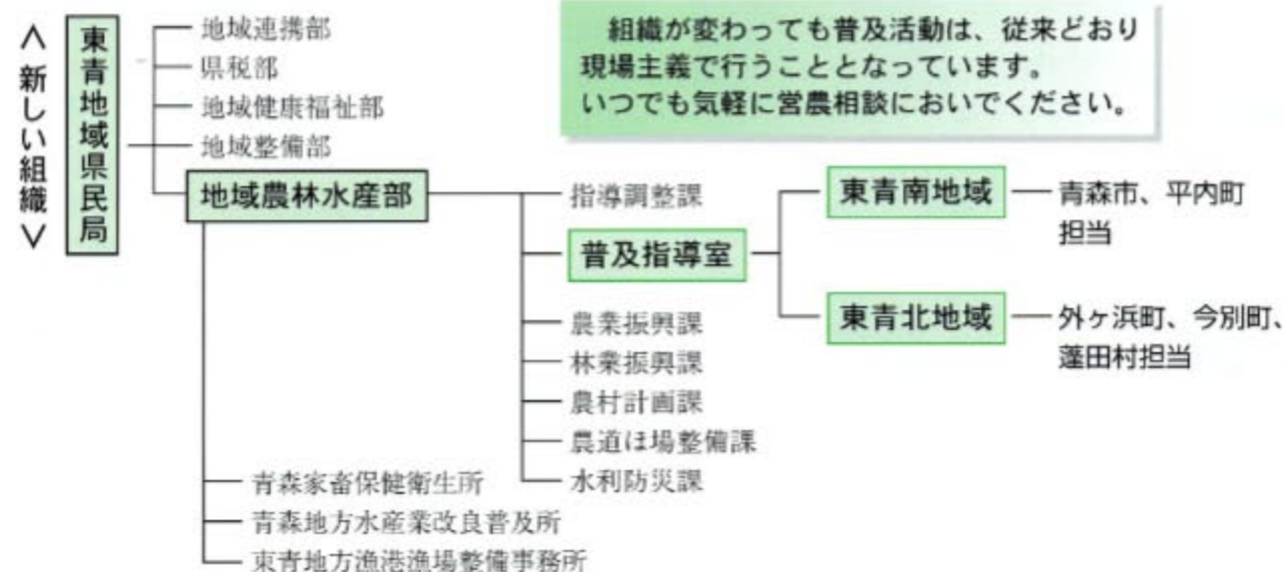 <新しい組織>
東青地域県民局
地域連携部
県税部
地域健康福祉部
地域整備部
地域農林水産部
組織が変わっても普及活動は、従来どおり
現場主義で行うこととなっています。
いつでも気軽に営農相談においでください。
指導調整課
普及指導室
農業振興課
林業振興課
農村計画課
農道ほ場整備課
水利防災課
東青南地域
青森市、平内町
担当
東青北地域
外ヶ浜町、今別町、
蓬田村担当
青森家畜保健衛生所
青森地方水産業改良普及所
東青地方漁港漁場整備事務所